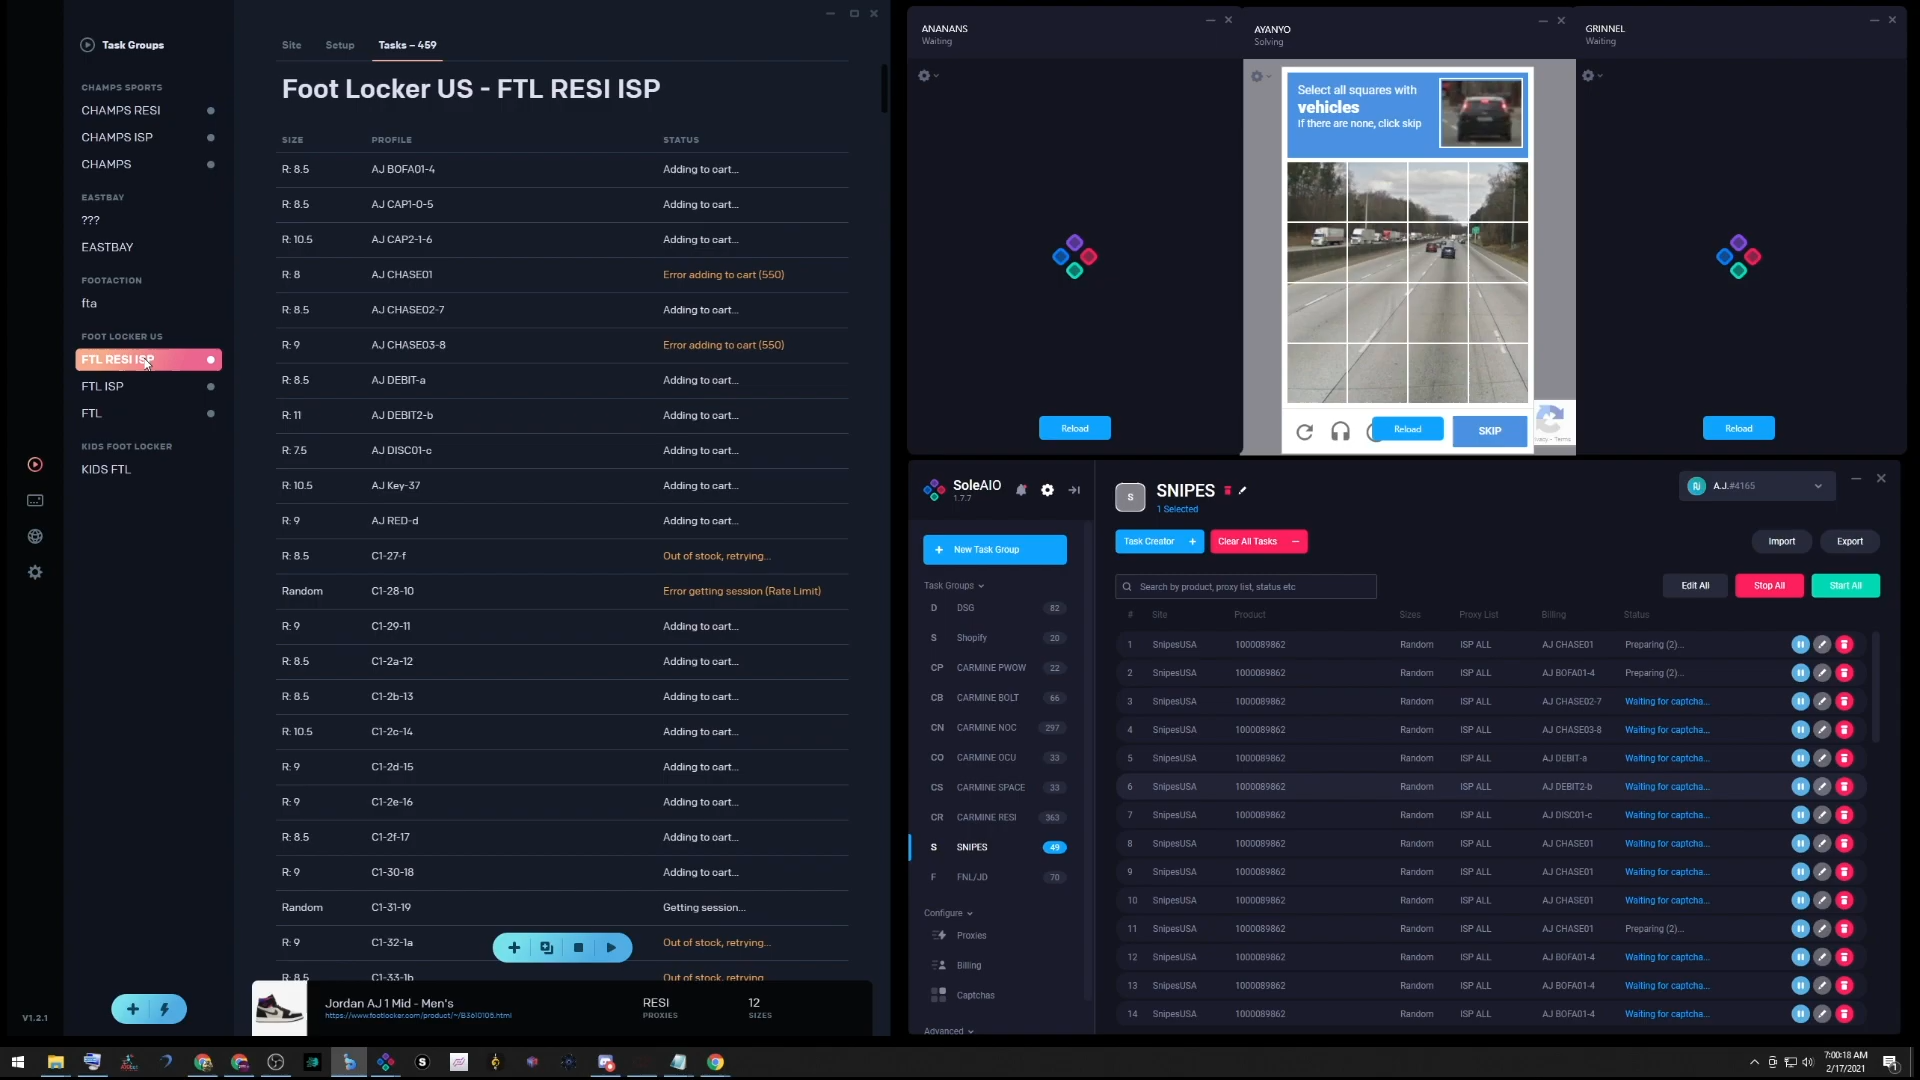 Task Groups
CHAMPS SPORTS
CHAMPS RESI
CHAMPS ISP
CHAMPS
EASTBAY
???
EASTBAY
FOOTACTION
fta
FOOT LOCKER US
FTL RESI ISP
FTL ISP
FTL
KIDS FOOT LOCKER
KIDS FTL
V1.2.1
Site Setup Tasks – 459
Foot Locker US - FTL RESI ISP
SIZE PROFILE STATUS
R: 8.5 AJ BOFA01-4 Adding to cart...
R: 8.5 AJ CAP1-0-5 Adding to cart...
R: 10.5 AJ CAP2-1-6 Adding to cart...
R: 8 AJ CHASE01 Error adding to cart (550)
R: 8.5 AJ CHASE02-7 Adding to cart...
R: 9 AJ CHASE03-8 Error adding to cart (550)
R: 8.5 AJ DEBIT-a Adding to cart...
R: 11 AJ DEBIT2-b Adding to cart...
R: 7.5 AJ DISC01-c Adding to cart...
R: 10.5 AJ Key-37 Adding to cart...
R: 9 AJ RED-d Adding to cart...
R: 8.5 C1-27-f Out of stock, retrying...
Random C1-28-10 Error getting session (Rate Limit)
R: 9 C1-29-11 Adding to cart...
R: 8.5 C1-2a-12 Adding to cart...
R: 8.5 C1-2b-13 Adding to cart...
R: 10.5 C1-2c-14 Adding to cart...
R: 9 C1-2d-15 Adding to cart...
R: 9 C1-2e-16 Adding to cart...
R: 8.5 C1-2f-17 Adding to cart...
R: 9 C1-30-18 Adding to cart...
Random C1-31-19 Getting session...
R: 9 C1-32-1a Out of stock, retrying...
R: 8.5 C1-33-1b Out of stock, retrying
Jordan AJ 1 Mid - Men's
https://www.footlocker.com/product/~/B3610105.html
RESI
PROXIES
12
SIZES
ANANANS
Waiting
Reload
AYANYO
Solving
Select all squares with
vehicles
If there are none, click skip
Reload
SKIP
GRINNEL
Waiting
Reload
SoleAIO
1.7.7
New Task Group
Task Groups
D DSG 82
S Shopify 20
CP CARMINE PWOW 22
CB CARMINE BOLT 66
CN CARMINE NOC 297
CO CARMINE OCU 33
CS CARMINE SPACE 33
CR CARMINE RESI 363
S SNIPES 49
F FNL/JD 70
Configure
Proxies
Billing
Captchas
Advanced
S
SNIPES
1 Selected
A.J.#4165
Task Creator +
Clear All Tasks –
Import
Export
Search by product, proxy list, status etc
Edit All
Stop All
Start All
# Site Product Sizes Proxy List Billing Status
1 SnipesUSA 1000089862 Random ISP ALL AJ CHASE01 Preparing (2)...
2 SnipesUSA 1000089862 Random ISP ALL AJ BOFA01-4 Preparing (2)...
3 SnipesUSA 1000089862 Random ISP ALL AJ CHASE02-7 Waiting for captcha...
4 SnipesUSA 1000089862 Random ISP ALL AJ CHASE03-8 Waiting for captcha...
5 SnipesUSA 1000089862 Random ISP ALL AJ DEBIT-a Waiting for captcha...
6 SnipesUSA 1000089862 Random ISP ALL AJ DEBIT2-b Waiting for captcha...
7 SnipesUSA 1000089862 Random ISP ALL AJ DISC01-c Waiting for captcha...
8 SnipesUSA 1000089862 Random ISP ALL AJ CHASE01 Waiting for captcha...
9 SnipesUSA 1000089862 Random ISP ALL AJ CHASE01 Waiting for captcha...
10 SnipesUSA 1000089862 Random ISP ALL AJ CHASE01 Waiting for captcha...
11 SnipesUSA 1000089862 Random ISP ALL AJ CHASE01 Preparing (2)...
12 SnipesUSA 1000089862 Random ISP ALL AJ BOFA01-4 Waiting for captcha...
13 SnipesUSA 1000089862 Random ISP ALL AJ BOFA01-4 Waiting for captcha...
14 SnipesUSA 1000089862 Random ISP ALL AJ BOFA01-4 Waiting for captcha...
7:00:18 AM
2/17/2021